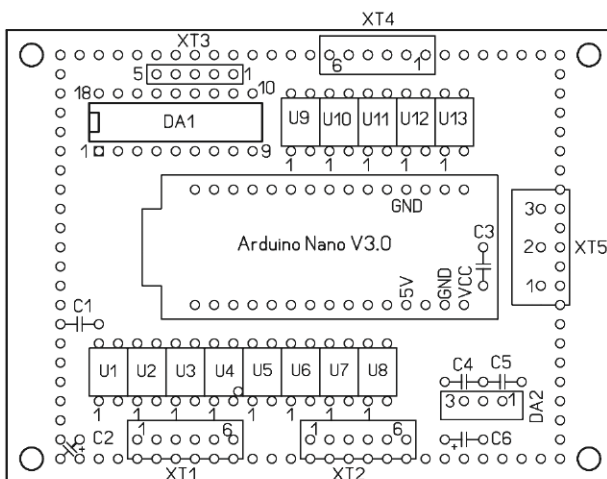 XT4
XT3
6 1
5 1
18 10
DA1
U9 U10 U11 U12 U13
1 9
1 1 1 1 1
GND
3
C3
Arduino Nano V3.0
2
XT5
5V
GND
VCC
1
C1
U1 U2 U3 U4 U5 U6 U7 U8
C4 C5
3 1
DA2
1 1 1 1 1 1 1 1
1 6
1 6
C2
C6
+
+
XT1
XT2